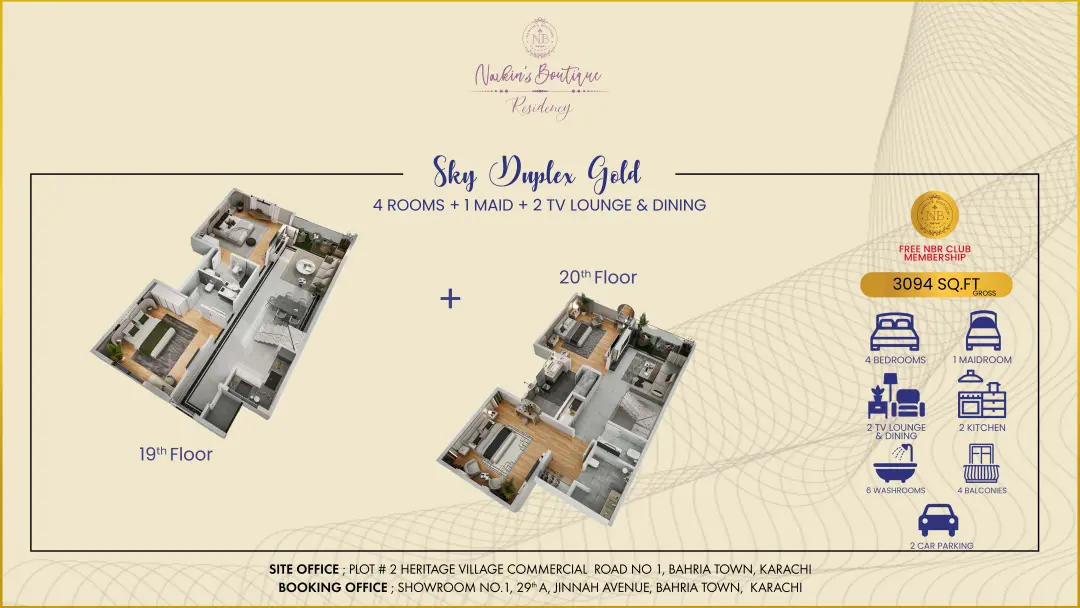 NB
Narkin's Boutique
Residency
Sky Duplex Gold
4 ROOMS + 1 MAID + 2 TV LOUNGE & DINING
19th Floor
+
20th Floor
NB
FREE NBR CLUB
MEMBERSHIP
3094 SQ.FT
GROSS
4 BEDROOMS
1 MAIDROOM
2 TV LOUNGE
& DINING
2 KITCHEN
6 WASHROOMS
4 BALCONIES
2 CAR PARKING
SITE OFFICE ; PLOT # 2 HERITAGE VILLAGE COMMERCIAL ROAD NO 1, BAHRIA TOWN, KARACHI
BOOKING OFFICE ; SHOWROOM NO.1, 29th A, JINNAH AVENUE, BAHRIA TOWN, KARACHI